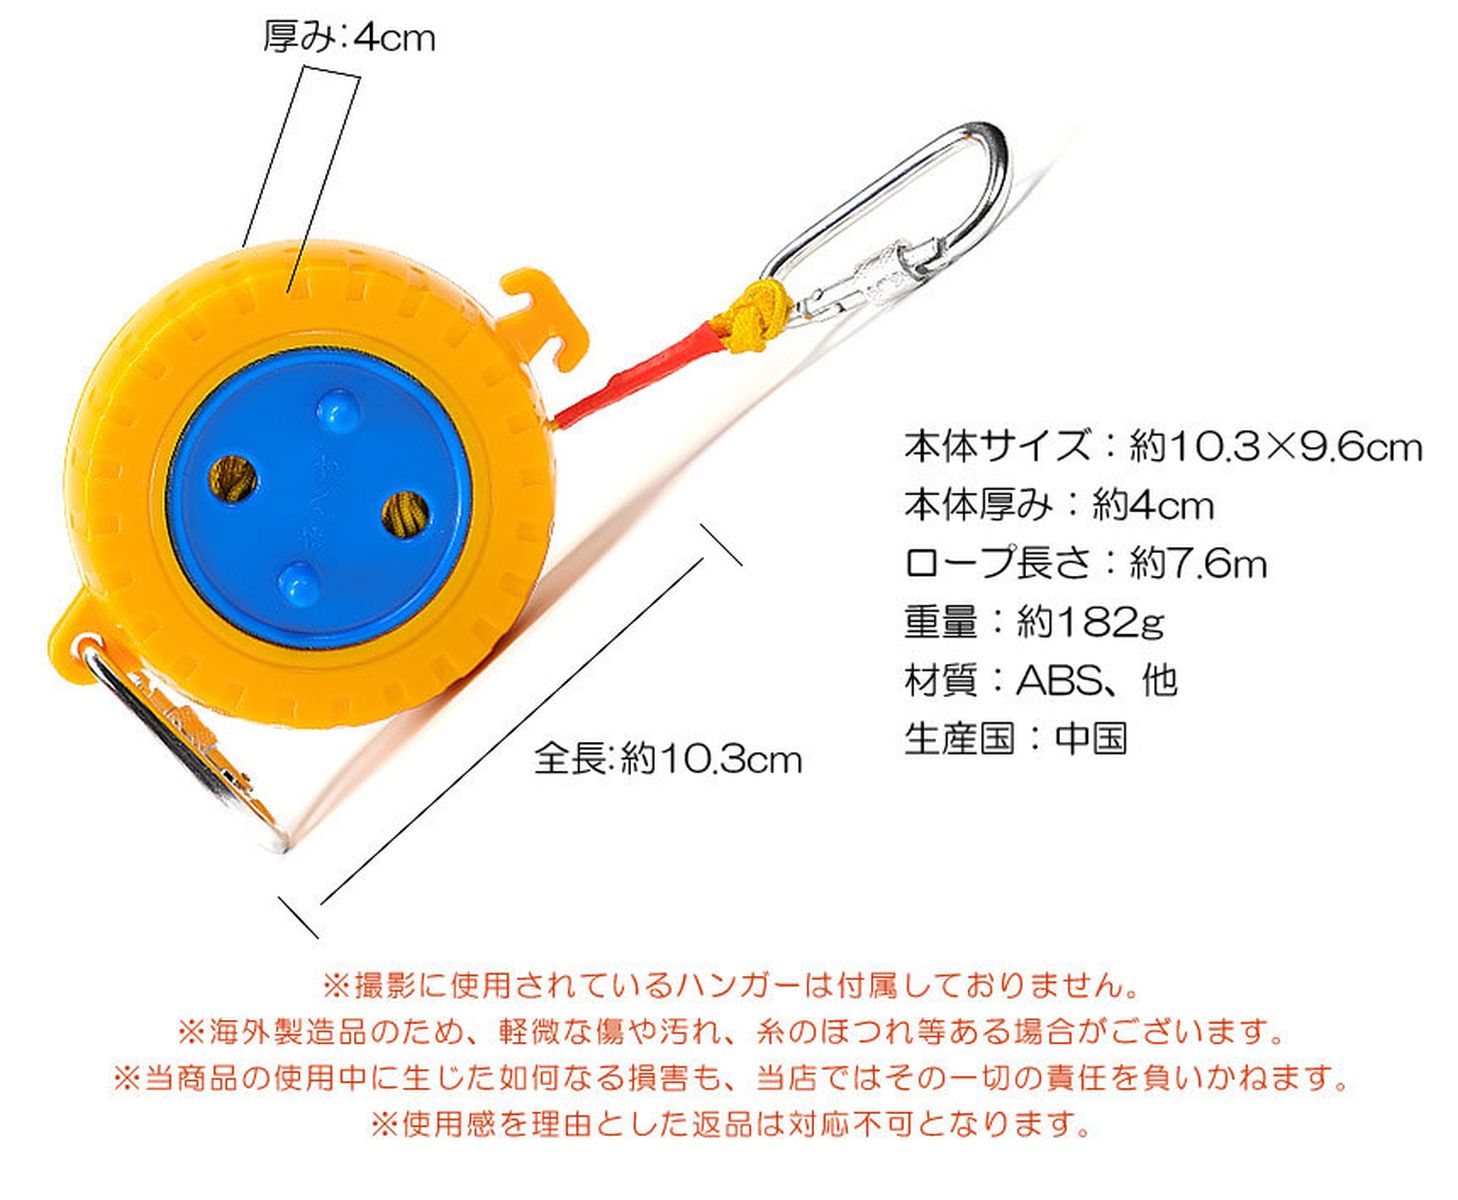 厚み:4cm
本体サイズ：約10.3×9.6cm
本体厚み：約4cm
ロープ長さ：約7.6m
重量：約182g
材質：ABS、他
生産国：中国
全長:約10.3cm
※撮影に使用されているハンガーは付属しておりません。
※海外製造品のため、軽微な傷や汚れ、糸のほつれ等ある場合がございます。
※当商品の使用中に生じた如何なる損害も、当店ではその一切の責任を負いかねます。
※使用感を理由とした返品は対応不可となります。